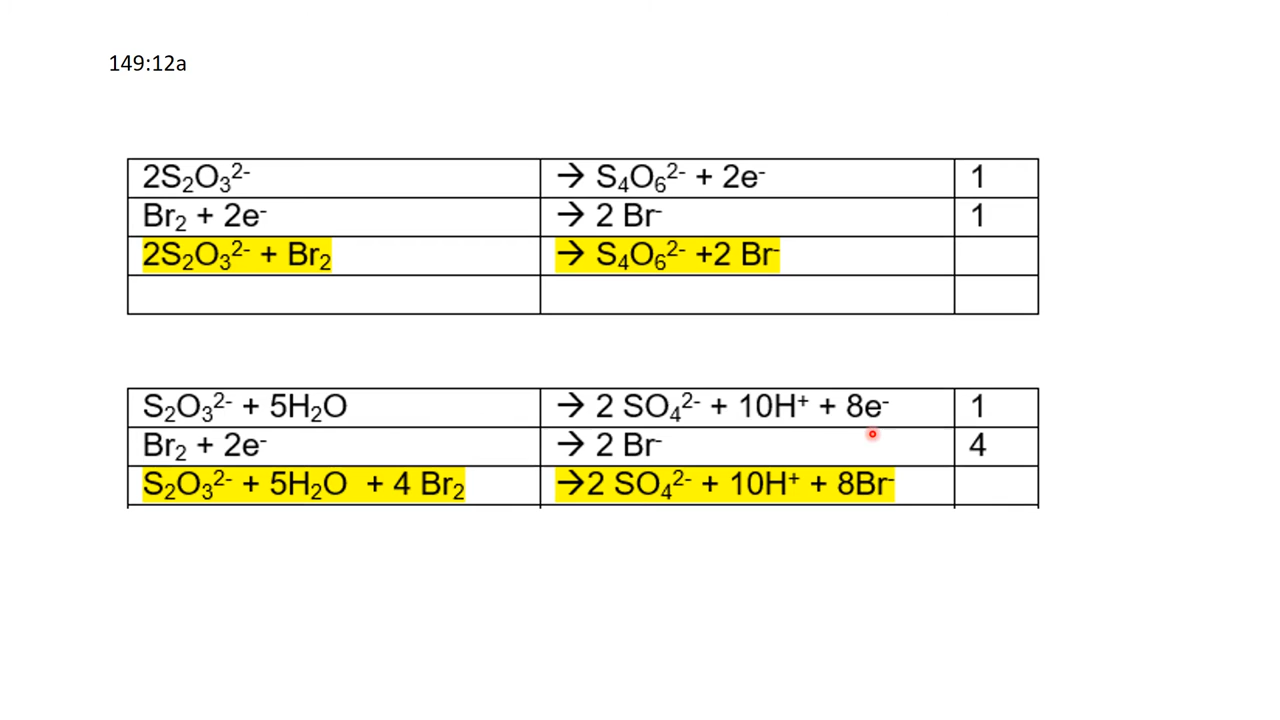 149:12a
2S₂O₃²⁻ → S₄O₆²⁻ + 2e⁻ 1
Br₂ + 2e⁻ → 2 Br⁻ 1
2S₂O₃²⁻ + Br₂ → S₄O₆²⁻ +2 Br⁻
S₂O₃²⁻ + 5H₂O → 2 SO₄²⁻ + 10H⁺ + 8e⁻ 1
Br₂ + 2e⁻ → 2 Br⁻ 4
S₂O₃²⁻ + 5H₂O + 4 Br₂ →2 SO₄²⁻ + 10H⁺ + 8Br⁻